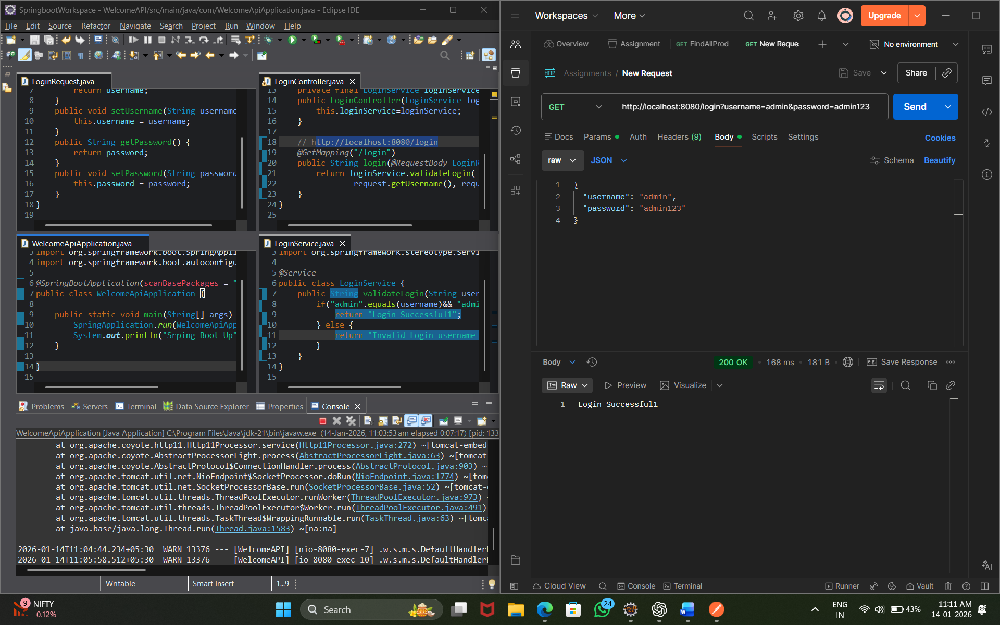 SpringbootWorkspace - WelcomeAPI/src/main/java/com/WelcomeApiApplication.java - Eclipse IDE
File Edit Source Refactor Navigate Search Project Run Window Help
LoginRequest.java
7 return username;
8 }
9 public void setUsername(String username
10 this.username = username;
11 }
12 public String getPassword() {
13 return password;
14 }
15 public void setPassword(String password
16 this.password = password;
17 }
18 }
19
LoginController.java
13 private final LoginService loginService
14 public LoginController(LoginService log
15 this.loginService=loginService;
16 }
17
18 // http://localhost:8080/login
19 @GetMapping("/login")
20 public String login(@RequestBody LoginR
21 return loginService.validateLogin(
22 request.getUsername(), requ
23 }
24 }
25
WelcomeApiApplication.java
3 import org.springframework.boot.SpringAppli
4 import org.springframework.boot.autoconfigu
5
6 @SpringBootApplication(scanBasePackages = "
7 public class WelcomeApiApplication {
8
9 public static void main(String[] args)
10 SpringApplication.run(WelcomeApiApp
11 System.out.println("Srping Boot Up"
12 }
13
14 }
15
LoginService.java
3 import org.springframework.stereotype.Servi
4
5 @Service
6 public class LoginService {
7 public String validateLogin(String user
8 if("admin".equals(username)&& "admi
9 return "Login Successful1";
10 } else {
11 return "Invalid Login username
12 }
13 }
14 }
15
Problems Servers Terminal Data Source Explorer Properties Console
WelcomeApiApplication [Java Application] C:\Program Files\Java\jdk-21\bin\javaw.exe (14-Jan-2026, 11:03:53 am elapsed 0:07:17) [pid: 133
at org.apache.coyote.http11.Http11Processor.service(Http11Processor.java:272) ~[tomcat-embed
at org.apache.coyote.AbstractProcessorLight.process(AbstractProcessorLight.java:63) ~[tomcat
at org.apache.coyote.AbstractProtocol$ConnectionHandler.process(AbstractProtocol.java:903) ~
at org.apache.tomcat.util.net.NioEndpoint$SocketProcessor.doRun(NioEndpoint.java:1774) ~[tom
at org.apache.tomcat.util.net.SocketProcessorBase.run(SocketProcessorBase.java:52) ~[tomcat-
at org.apache.tomcat.util.threads.ThreadPoolExecutor.runWorker(ThreadPoolExecutor.java:973) ~
at org.apache.tomcat.util.threads.ThreadPoolExecutor$Worker.run(ThreadPoolExecutor.java:491)
at org.apache.tomcat.util.threads.TaskThread$WrappingRunnable.run(TaskThread.java:63) ~[tomc
at java.base/java.lang.Thread.run(Thread.java:1583) ~[na:na]
2026-01-14T11:04:44.234+05:30 WARN 13376 --- [WelcomeAPI] [nio-8080-exec-7] .w.s.m.s.DefaultHandler
2026-01-14T11:05:58.512+05:30 WARN 13376 --- [WelcomeAPI] [io-8080-exec-10] .w.s.m.s.DefaultHandler
Writable Smart Insert 1...9
Workspaces More Upgrade
Overview Assignment GET FindAllProd GET New Reque No environment
HTTP Assignments / New Request Save Share
GET http://localhost:8080/login?username=admin&password=admin123 Send
Docs Params Auth Headers (9) Body Scripts Settings Cookies
raw JSON Schema Beautify
1 {
2 "username": "admin",
3 "password": "admin123"
4 }
Body 200 OK 168 ms 181 B e.g. Save Response
Raw Preview Visualize
1 Login Successful1
AI
Cloud View Console Terminal Runner Vault
9 NIFTY
-0.12%
Search
24
ENG
IN
43%
11:11 AM
14-01-2026